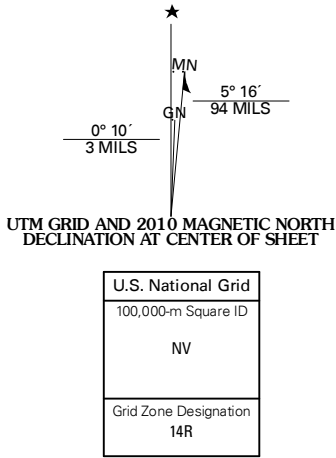 MN
5° 16´
94 MILS
GN
0° 10´
3 MILS
UTM GRID AND 2010 MAGNETIC NORTH
DECLINATION AT CENTER OF SHEET
U.S. National Grid
100,000-m Square ID
NV
Grid Zone Designation
14R